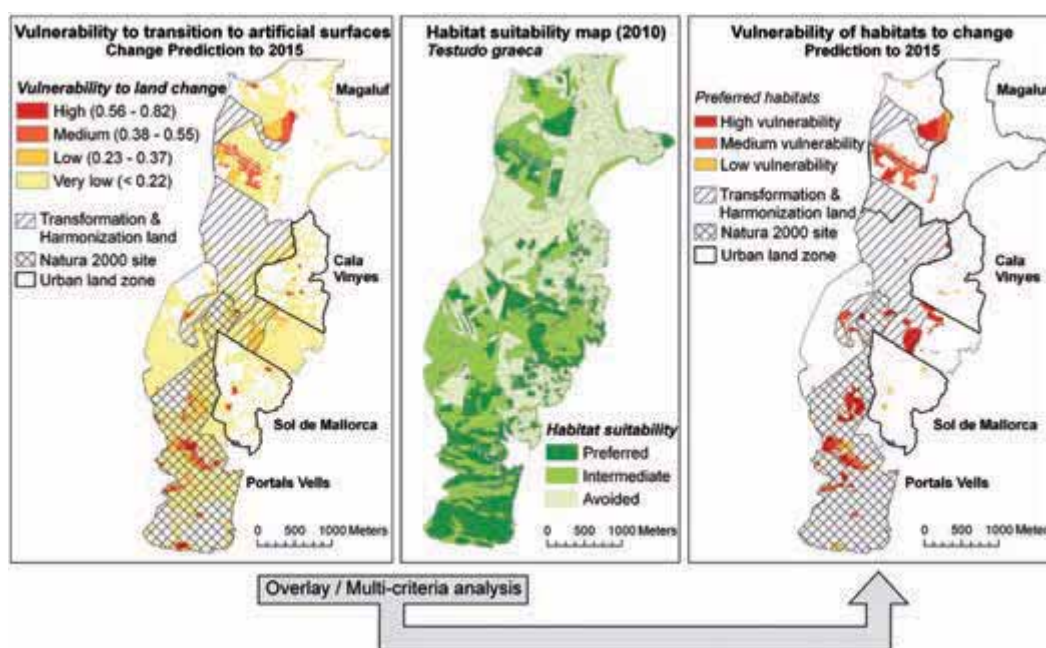 Vulnerability to transition to artificial surfaces
Change Prediction to 2015
Vulnerability to land change
High (0.56 - 0.82)
Medium (0.38 - 0.55)
Low (0.23 - 0.37)
Very low (< 0.22)
Transformation &
Harmonization land
Natura 2000 site
Urban land zone
Magaluf
Cala
Vinyes
Sol de Mallorca
Portals Vells
0 500 1000
Meters
Habitat suitability map (2010)
Testudo graeca
Habitat suitability
Preferred
Intermediate
Avoided
0 500 1000
Meters
Vulnerability of habitats to change
Prediction to 2015
Preferred habitats
High vulnerability
Medium vulnerability
Low vulnerability
Transformation &
Harmonization land
Natura 2000 site
Urban land zone
Magaluf
Cala
Vinyes
Sol de Mallorca
Portals Vells
0 500 1000 Meters
Overlay / Multi-criteria analysis